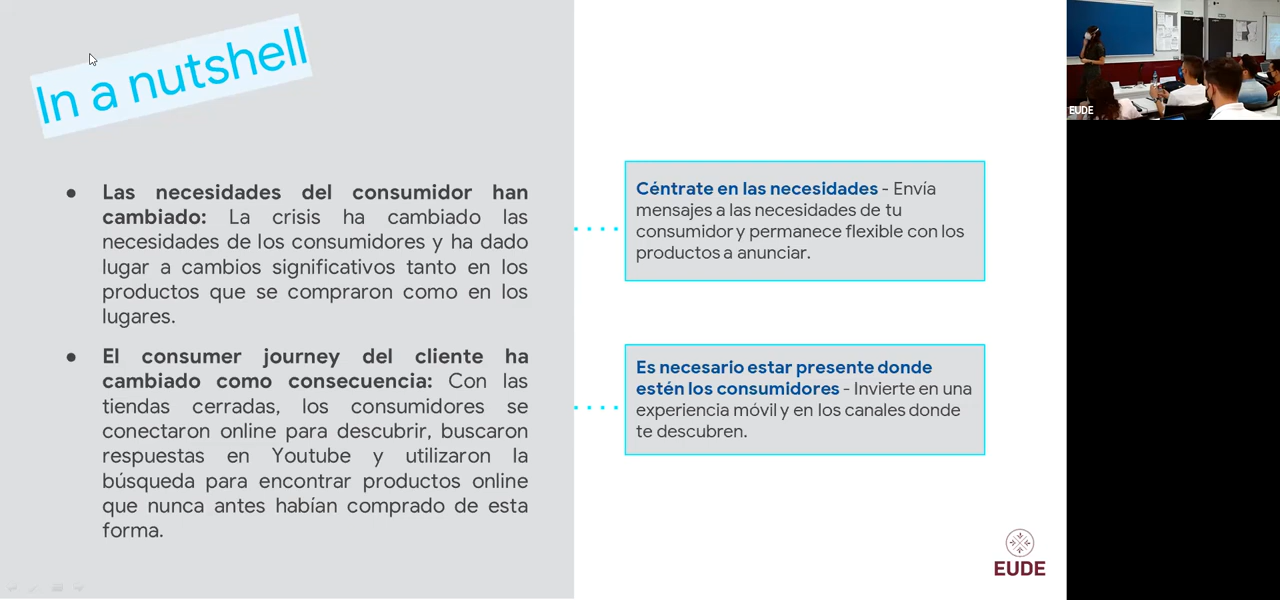 In a nutshell
● Las necesidades del consumidor han
cambiado: La crisis ha cambiado las
necesidades de los consumidores y ha dado
lugar a cambios significativos tanto en los
productos que se compraron como en los
lugares.
● El consumer journey del cliente ha
cambiado como consecuencia: Con las
tiendas cerradas, los consumidores se
conectaron online para descubrir, buscaron
respuestas en Youtube y utilizaron la
búsqueda para encontrar productos online
que nunca antes habían comprado de esta
forma.
Céntrate en las necesidades - Envía
mensajes a las necesidades de tu
consumidor y permanece flexible con los
productos a anunciar.
Es necesario estar presente donde
estén los consumidores - Invierte en una
experiencia móvil y en los canales donde
te descubren.
EUDE
EUDE